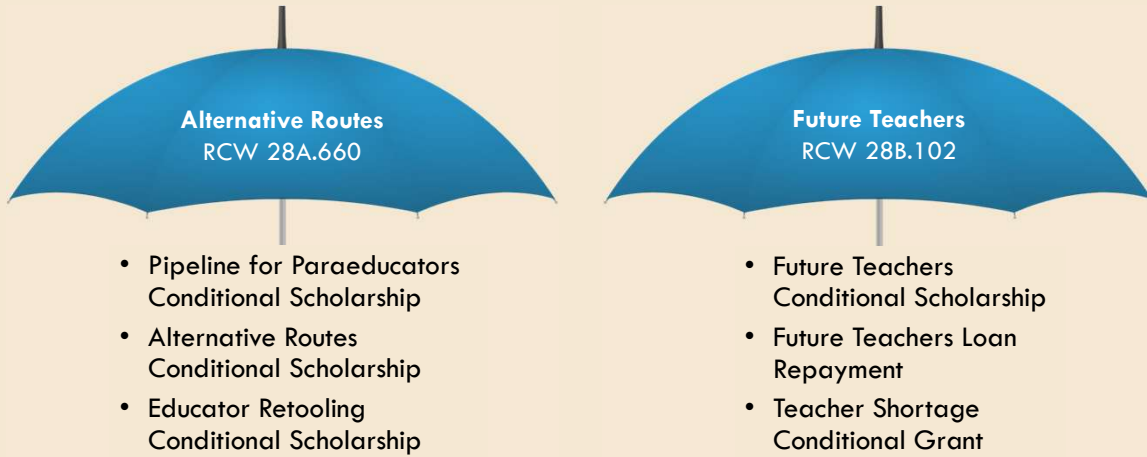 Alternative Routes
RCW 28A.660
• Pipeline for Paraeducators
Conditional Scholarship
• Alternative Routes
Conditional Scholarship
• Educator Retooling
Conditional Scholarship
Future Teachers
RCW 28B.102
• Future Teachers
Conditional Scholarship
• Future Teachers Loan
Repayment
• Teacher Shortage
Conditional Grant